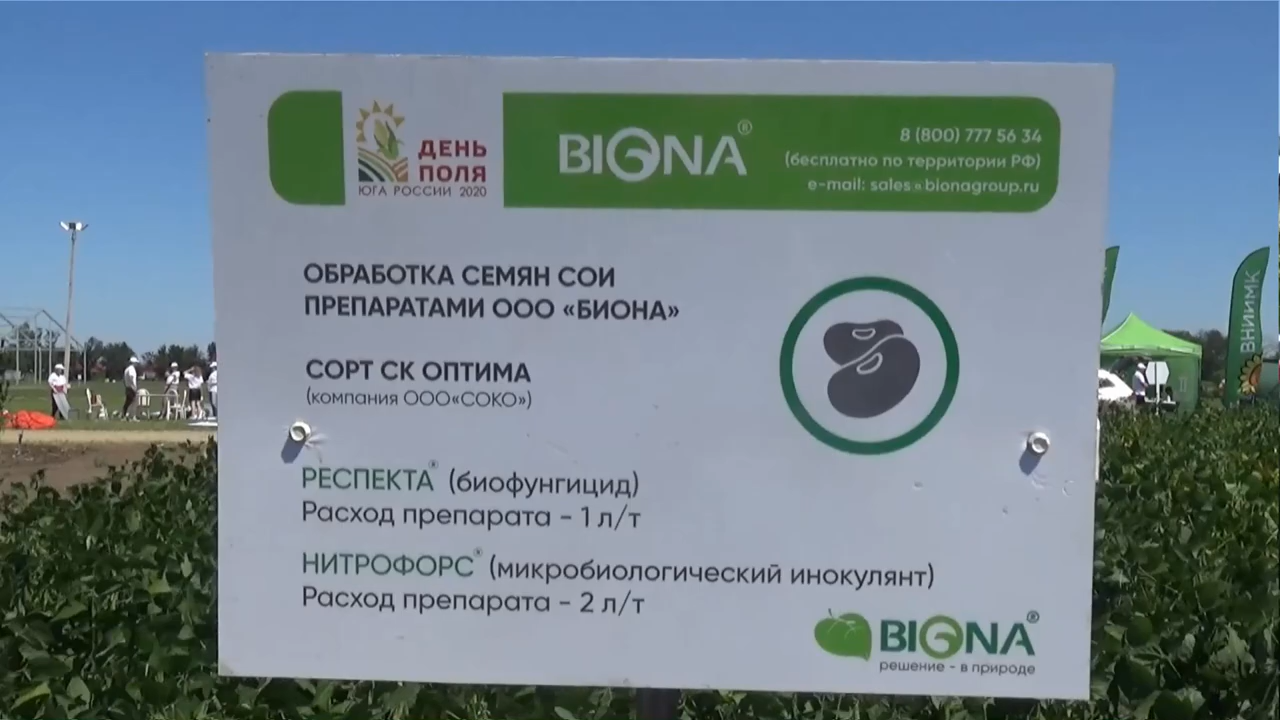 ДЕНЬ
ПОЛЯ
ЮГА РОССИИ 2020
BIONA®
8 (800) 777 56 34
(бесплатно по территории РФ)
e-mail: sales@bionagroup.ru
ОБРАБОТКА СЕМЯН СОИ
ПРЕПАРАТАМИ ООО «БИОНА»
СОРТ СК ОПТИМА
(компания ООО«СОКО»)
РЕСПЕКТА® (биофунгицид)
Расход препарата - 1 л/т
НИТРОФОРС® (микробиологический инокулянт)
Расход препарата - 2 л/т
BIONA®
решение - в природе
ВНИИМК